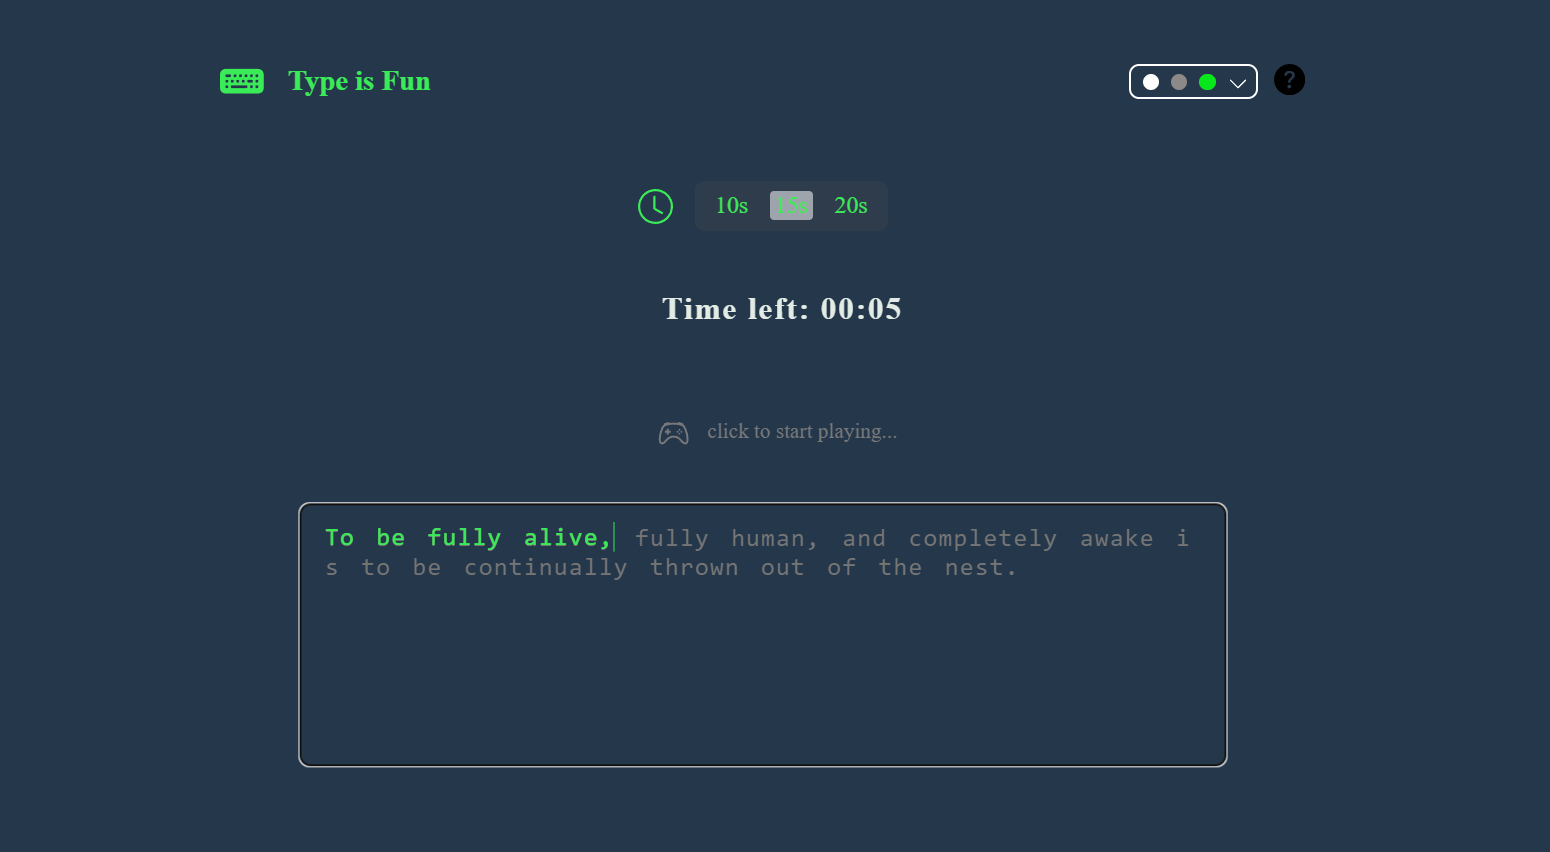 Type is Fun
?
10s 15s 20s
Time left: 00:05
click to start playing...
To be fully alive, fully human, and completely awake i
s to be continually thrown out of the nest.